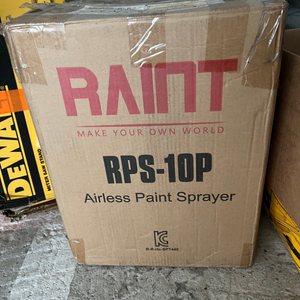 RAINT
MAKE YOUR OWN WORLD
RPS-10P
Airless Paint Sprayer
DEWALT